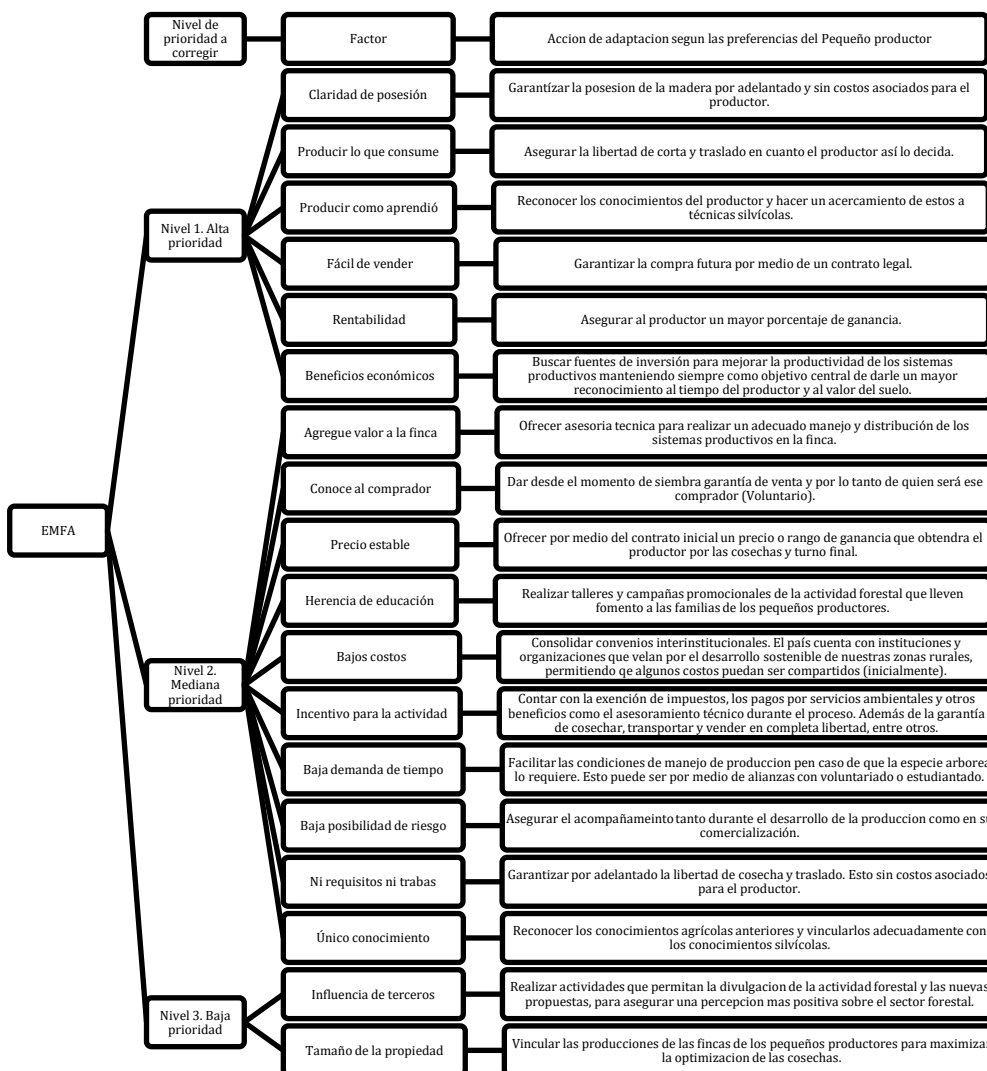 Nivel de
prioridad a
corregir
Factor
Accion de adaptacion segun las preferencias del Pequeño productor
EMFA
Nivel 1. Alta
prioridad
Claridad de posesión
Garantízar la posesion de la madera por adelantado y sin costos asociados para el
productor.
Producir lo que consume
Asegurar la libertad de corta y traslado en cuanto el productor así lo decida.
Producir como aprendió
Reconocer los conocimientos del productor y hacer un acercamiento de estos a
técnicas silvícolas.
Fácil de vender
Garantizar la compra futura por medio de un contrato legal.
Rentabilidad
Asegurar al productor un mayor porcentaje de ganancia.
Beneficios económicos
Buscar fuentes de inversión para mejorar la productividad de los sistemas
productivos manteniendo siempre como objetivo central de darle un mayor
reconocimiento al tiempo del productor y al valor del suelo.
Nivel 2.
Mediana
prioridad
Agregue valor a la finca
Ofrecer asesoria tecnica para realizar un adecuado manejo y distribución de los
sistemas productivos en la finca.
Conoce al comprador
Dar desde el momento de siembra garantía de venta y por lo tanto de quien será ese
comprador (Voluntario).
Precio estable
Ofrecer por medio del contrato inicial un precio o rango de ganancia que obtendra el
productor por las cosechas y turno final.
Herencia de educación
Realizar talleres y campañas promocionales de la actividad forestal que lleven
fomento a las familias de los pequeños productores.
Bajos costos
Consolidar convenios interinstitucionales. El país cuenta con instituciones y
organizaciones que velan por el desarrollo sostenible de nuestras zonas rurales,
permitiendo qe algunos costos puedan ser compartidos (inicialmente).
Incentivo para la actividad
Contar con la exención de impuestos, los pagos por servicios ambientales y otros
beneficios como el asesoramiento técnico durante el proceso. Además de la garantía
de cosechar, transportar y vender en completa libertad, entre otros.
Baja demanda de tiempo
Facilitar las condiciones de manejo de produccion pen caso de que la especie arborea
lo requiere. Esto puede ser por medio de alianzas con voluntariado o estudiantado.
Baja posibilidad de riesgo
Asegurar el acompañameinto tanto durante el desarrollo de la produccion como en su
comercialización.
Ni requisitos ni trabas
Garantizar por adelantado la libertad de cosecha y traslado. Esto sin costos asociados
para el productor.
Único conocimiento
Reconocer los conocimientos agrícolas anteriores y vincularlos adecuadamente con
los conocimientos silvícolas.
Nivel 3. Baja
prioridad
Influencia de terceros
Realizar actividades que permitan la divulgacion de la actividad forestal y las nuevas
propuestas, para asegurar una percepcion mas positiva sobre el sector forestal.
Tamaño de la propiedad
Vincular las producciones de las fincas de los pequeños productores para maximizar
la optimizacion de las cosechas.